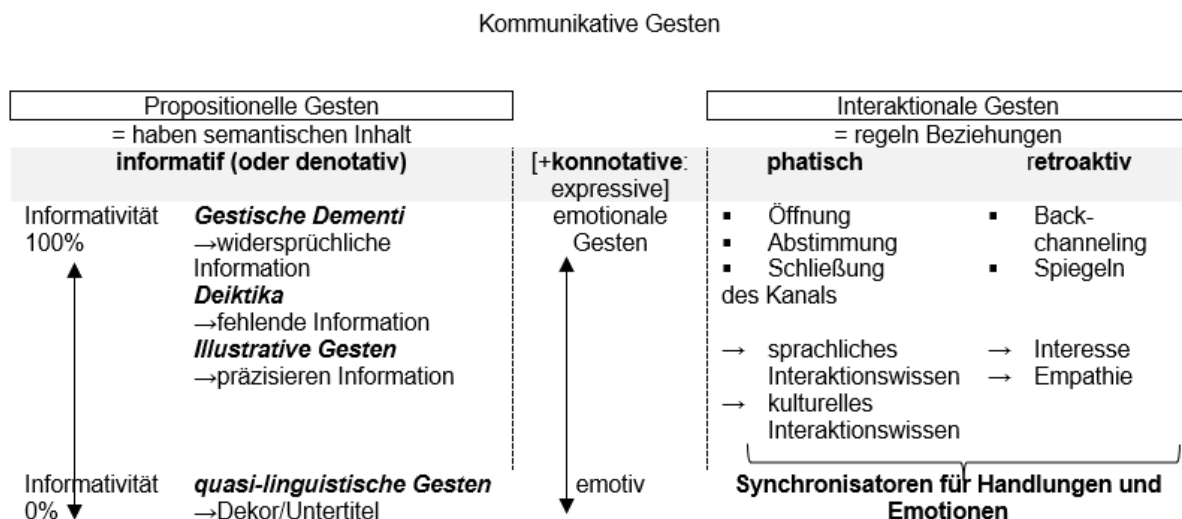 Kommunikative Gesten
Propositionelle Gesten
= haben semantischen Inhalt
informatif (oder denotativ)
Informativität
100%
Gestische Dementi
→widersprüchliche
Information
Deiktika
→fehlende Information
Illustrative Gesten
→präzisieren Information
Informativität
0%
quasi-linguistische Gesten
→Dekor/Untertitel
[+konnotative:
expressive]
emotionale
Gesten
emotiv
Interaktionale Gesten
= regeln Beziehungen
phatisch
▪ Öffnung
▪ Abstimmung
▪ Schließung
des Kanals
→ sprachliches
Interaktionswissen
→ kulturelles
Interaktionswissen
retroaktiv
▪ Back-
channeling
▪ Spiegeln
→ Interesse
→ Empathie
Synchronisatoren für Handlungen und
Emotionen